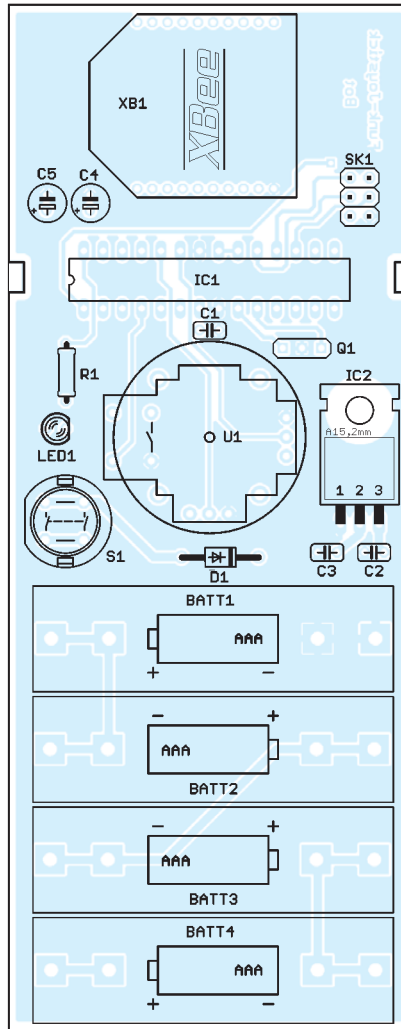 XB1
XBee
C5
C4
SK1
IC1
C1
Q1
R1
IC2
U1
A15,2mm
LED1
1 2 3
S1
D1
C3
C2
BATT1
AAA
+ -
- +
AAA
BATT2
- +
AAA
BATT3
BATT4
AAA
+ -